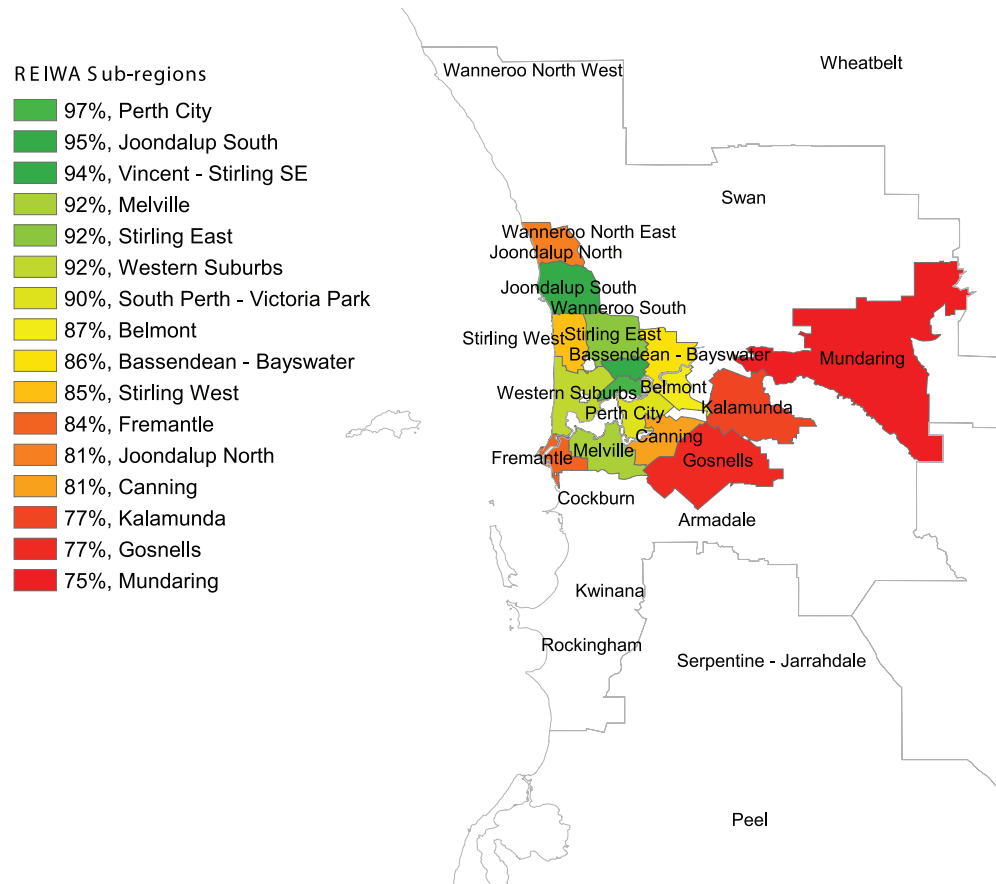 REIWA Sub-regions
97%, Perth City
95%, Joondalup South
94%, Vincent - Stirling SE
92%, Melville
92%, Stirling East
92%, Western Suburbs
90%, South Perth - Victoria Park
87%, Belmont
86%, Bassendean - Bayswater
85%, Stirling West
84%, Fremantle
81%, Joondalup North
81%, Canning
77%, Kalamunda
77%, Gosnells
75%, Mundaring
Wheatbelt
Wanneroo North West
Swan
Wanneroo North East
Joondalup North
Joondalup South
Wanneroo South
Stirling West
Stirling East
Bassendean - Bayswater
Mundaring
Western Suburbs
Belmont
Kalamunda
Perth City
Canning
Melville
Fremantle
Gosnells
Cockburn
Armadale
Kwinana
Rockingham
Serpentine - Jarrahdale
Peel